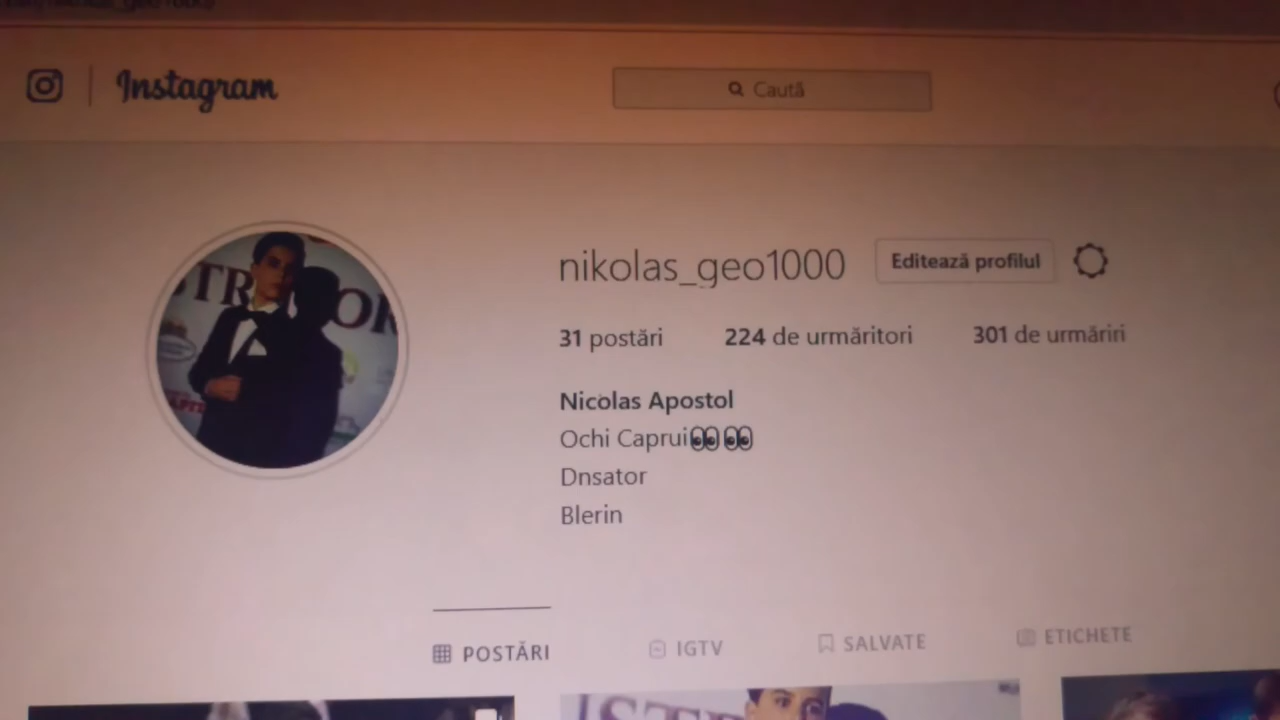 Instagram
Caută
nikolas_geo1000
Editează profilul
31 postări
224 de urmăritori
301 de urmăriri
Nicolas Apostol
Ochi Caprui👀👀
Dnsator
Blerin
POSTĂRI
IGTV
SALVATE
ETICHETE